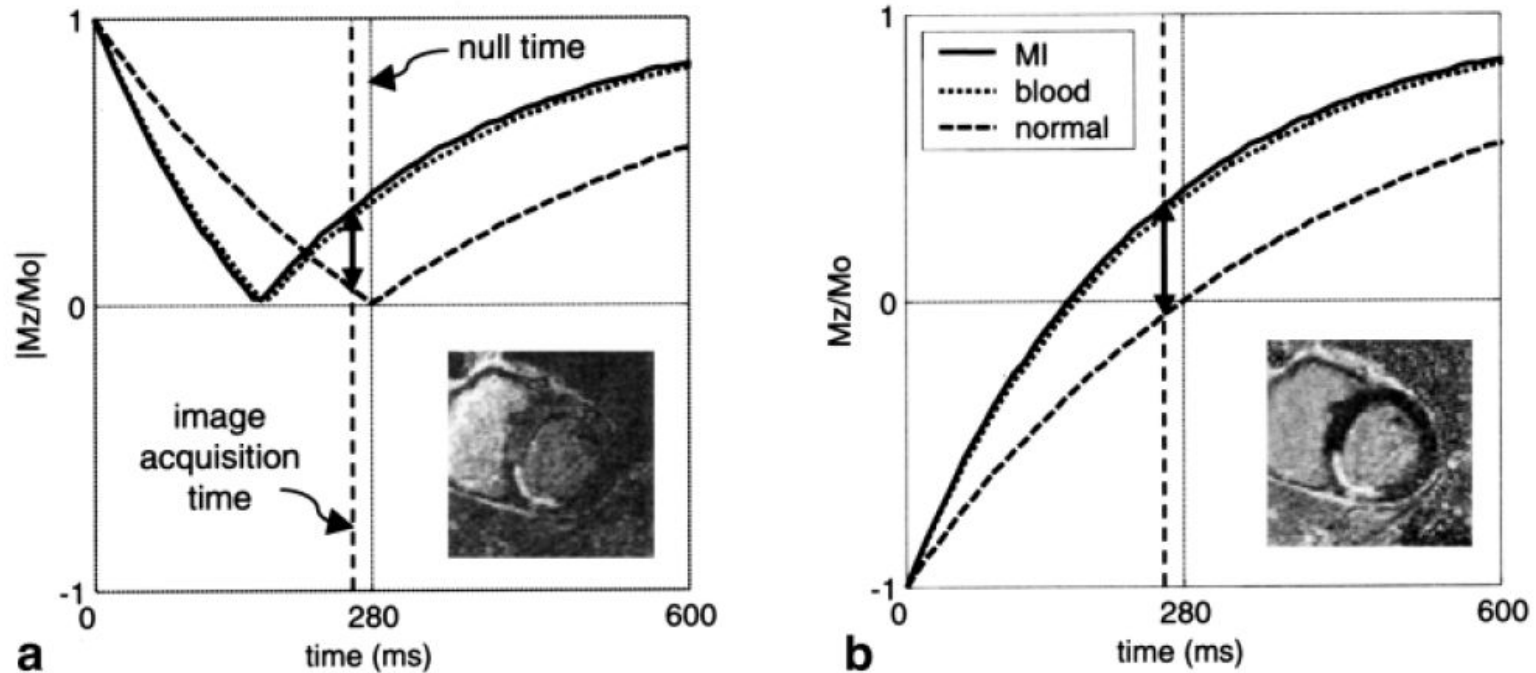 1
null time
|Mz/Mo|
0
image
acquisition
time
-1
0
280
600
time (ms)
a
1
MI
blood
normal
Mz/Mo
0
-1
0
280
600
time (ms)
b